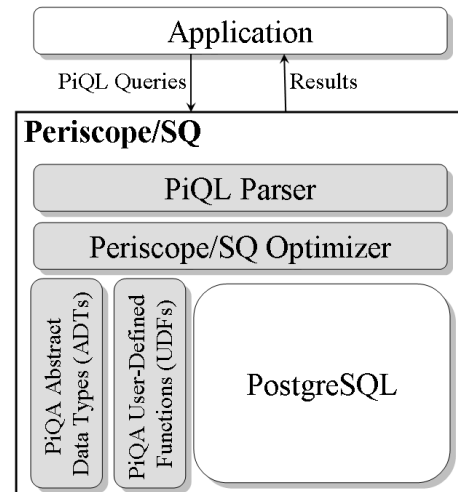 Application
PiQL Queries
Results
Periscope/SQ
PiQL Parser
Periscope/SQ Optimizer
PiQA Abstract
Data Types (ADTs)
PiQA User-Defined
Functions (UDFs)
PostgreSQL